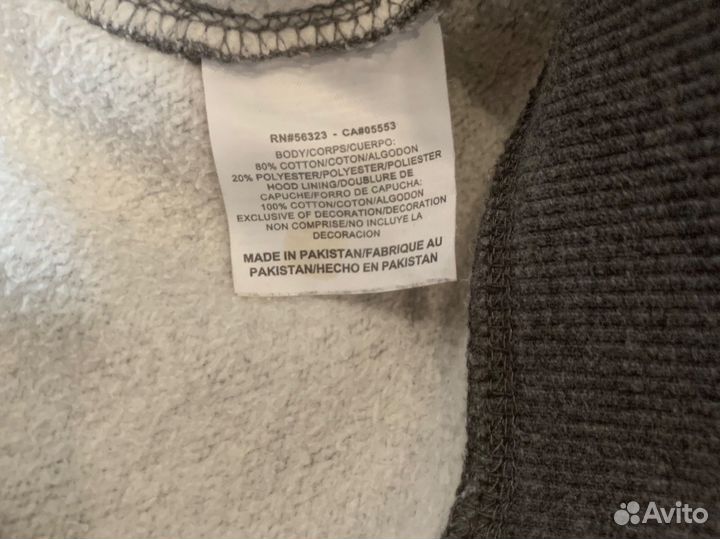 RN#56323 - CA#05553
BODY/CORPS/CUERPO:
80% COTTON/COTON/ALGODON
20% POLYESTER/POLYESTER/POLIESTER
HOOD LINING/DOUBLURE DE
CAPUCHE/FORRO DE CAPUCHA:
100% COTTON/COTON/ALGODON
EXCLUSIVE OF DECORATION/DECORATION
NON COMPRISE/NO INCLUYE LA
DECORACION
MADE IN PAKISTAN/FABRIQUE AU
PAKISTAN/HECHO EN PAKISTAN
Avito